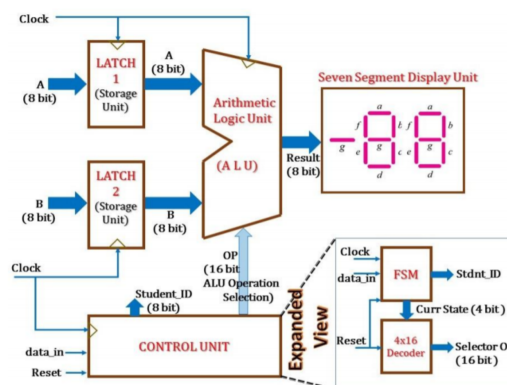 Clock
LATCH
1
(Storage
Unit)
A
(8 bit)
A
(8 bit)
Arithmetic
Logic Unit
(A L U)
Seven Segment Display Unit
a
f
b
g
e
c
d
g
a
f
b
g
e
c
d
Result
(8 bit)
LATCH
2
(Storage
Unit)
B
(8 bit)
B
(8 bit)
Clock
OP
(16 bit
ALU Operation
Selection)
Student_ID
(8 bit)
CONTROL UNIT
data_in
Reset
Expanded
View
Clock
data_in
FSM
Stdnt_ID
Curr State (4 bit)
Reset
4x16
Decoder
Selector O
(16 bit)